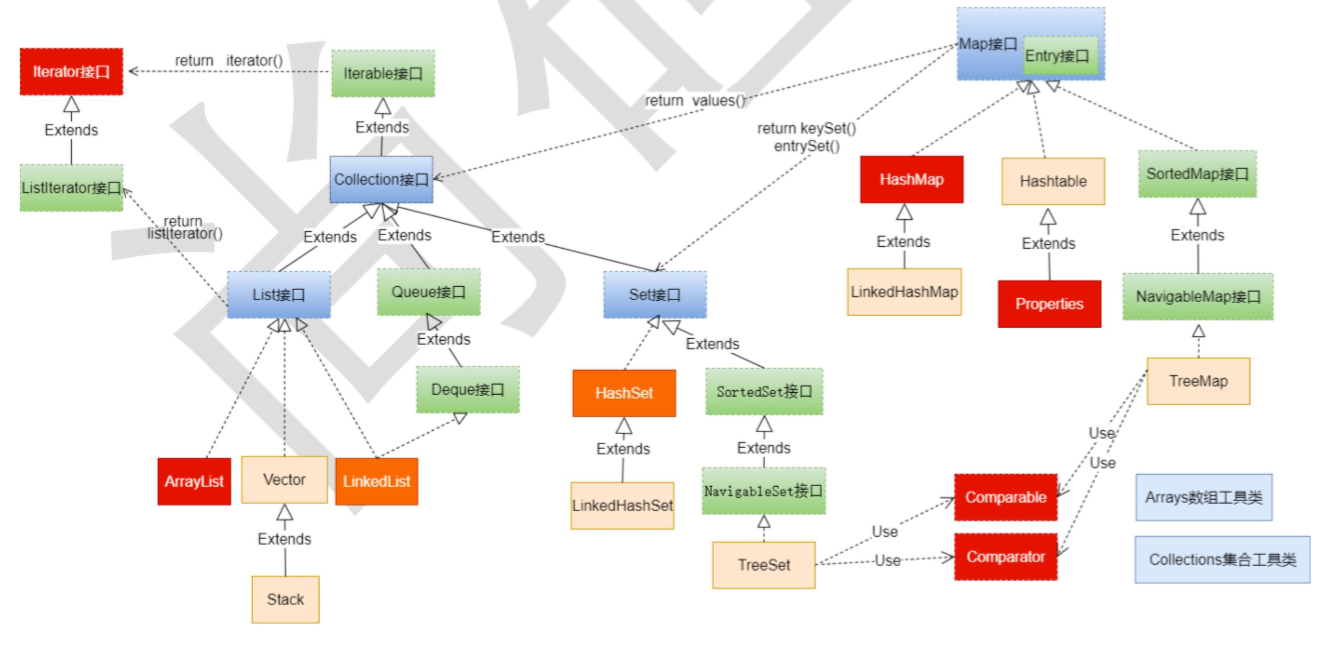 Map接口
Entry接口
Iterator接口
return iterator()
Iterable接口
return values()
Extends
Extends
return keySet()
entrySet()
ListIterator接口
Collection接口
HashMap
Hashtable
SortedMap接口
return
listIterator()
Extends
Extends
Extends
Extends
Extends
Extends
List接口
Queue接口
Set接口
LinkedHashMap
Properties
NavigableMap接口
Extends
Extends
Deque接口
HashSet
SortedSet接口
TreeMap
Extends
Extends
Use
Use
ArrayList
Vector
LinkedList
LinkedHashSet
NavigableSet接口
Comparable
Arrays数组工具类
Extends
Use
Use
TreeSet
Comparator
Collections集合工具类
Stack